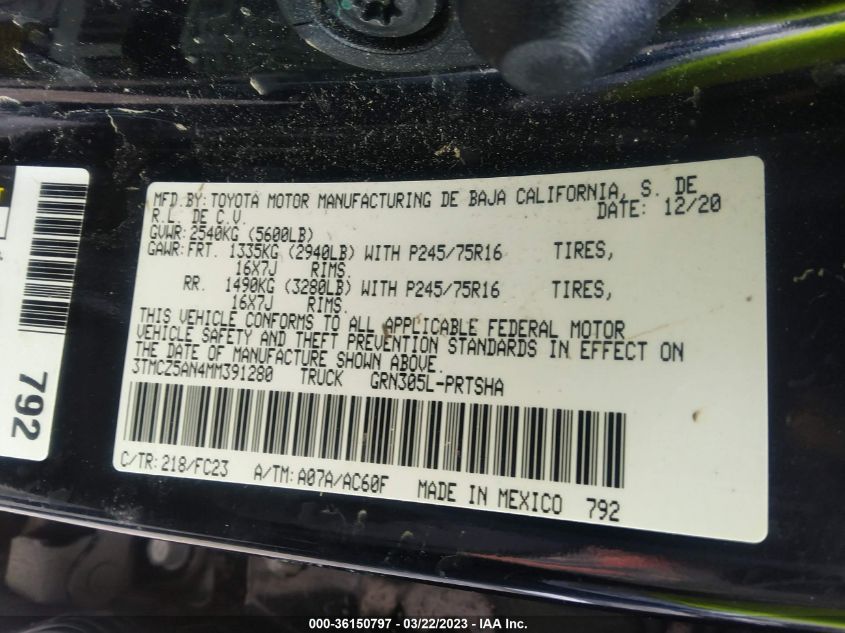 MFD.BY:TOYOTA MOTOR MANUFACTURING DE BAJA CALIFORNIA, S. DE
R.L. DE C.V. DATE: 12/20
GVWR:2540KG (5600LB)
GAWR:FRT. 1335KG (2940LB) WITH P245/75R16 TIRES,
16X7J RIMS.
RR. 1490KG (3280LB) WITH P245/75R16 TIRES,
16X7J RIMS.
THIS VEHICLE CONFORMS TO ALL APPLICABLE FEDERAL MOTOR
VEHICLE SAFETY AND THEFT PREVENTION STANDARDS IN EFFECT ON
THE DATE OF MANUFACTURE SHOWN ABOVE.
3TMCZ5AN4MM391280 TRUCK GRN305L-PRTSHA
C/TR:218/FC23 A/TM:A07A/AC60F MADE IN MEXICO 792
792
000-36150797 - 03/22/2023 - IAA Inc.